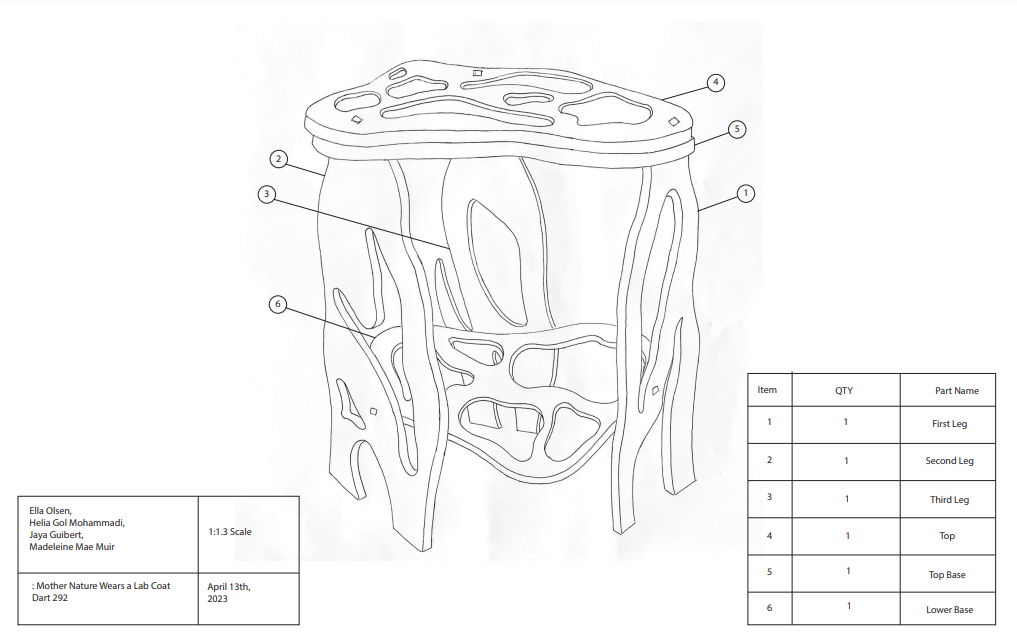 4
5
2
3
1
6
Item QTY Part Name
1 1 First Leg
2 1 Second Leg
3 1 Third Leg
4 1 Top
5 1 Top Base
6 1 Lower Base
Ella Olsen,
Helia Gol Mohammadi,
Jaya Guibert,
Madeleine Mae Muir
1:1.3 Scale
: Mother Nature Wears a Lab Coat
Dart 292
April 13th,
2023